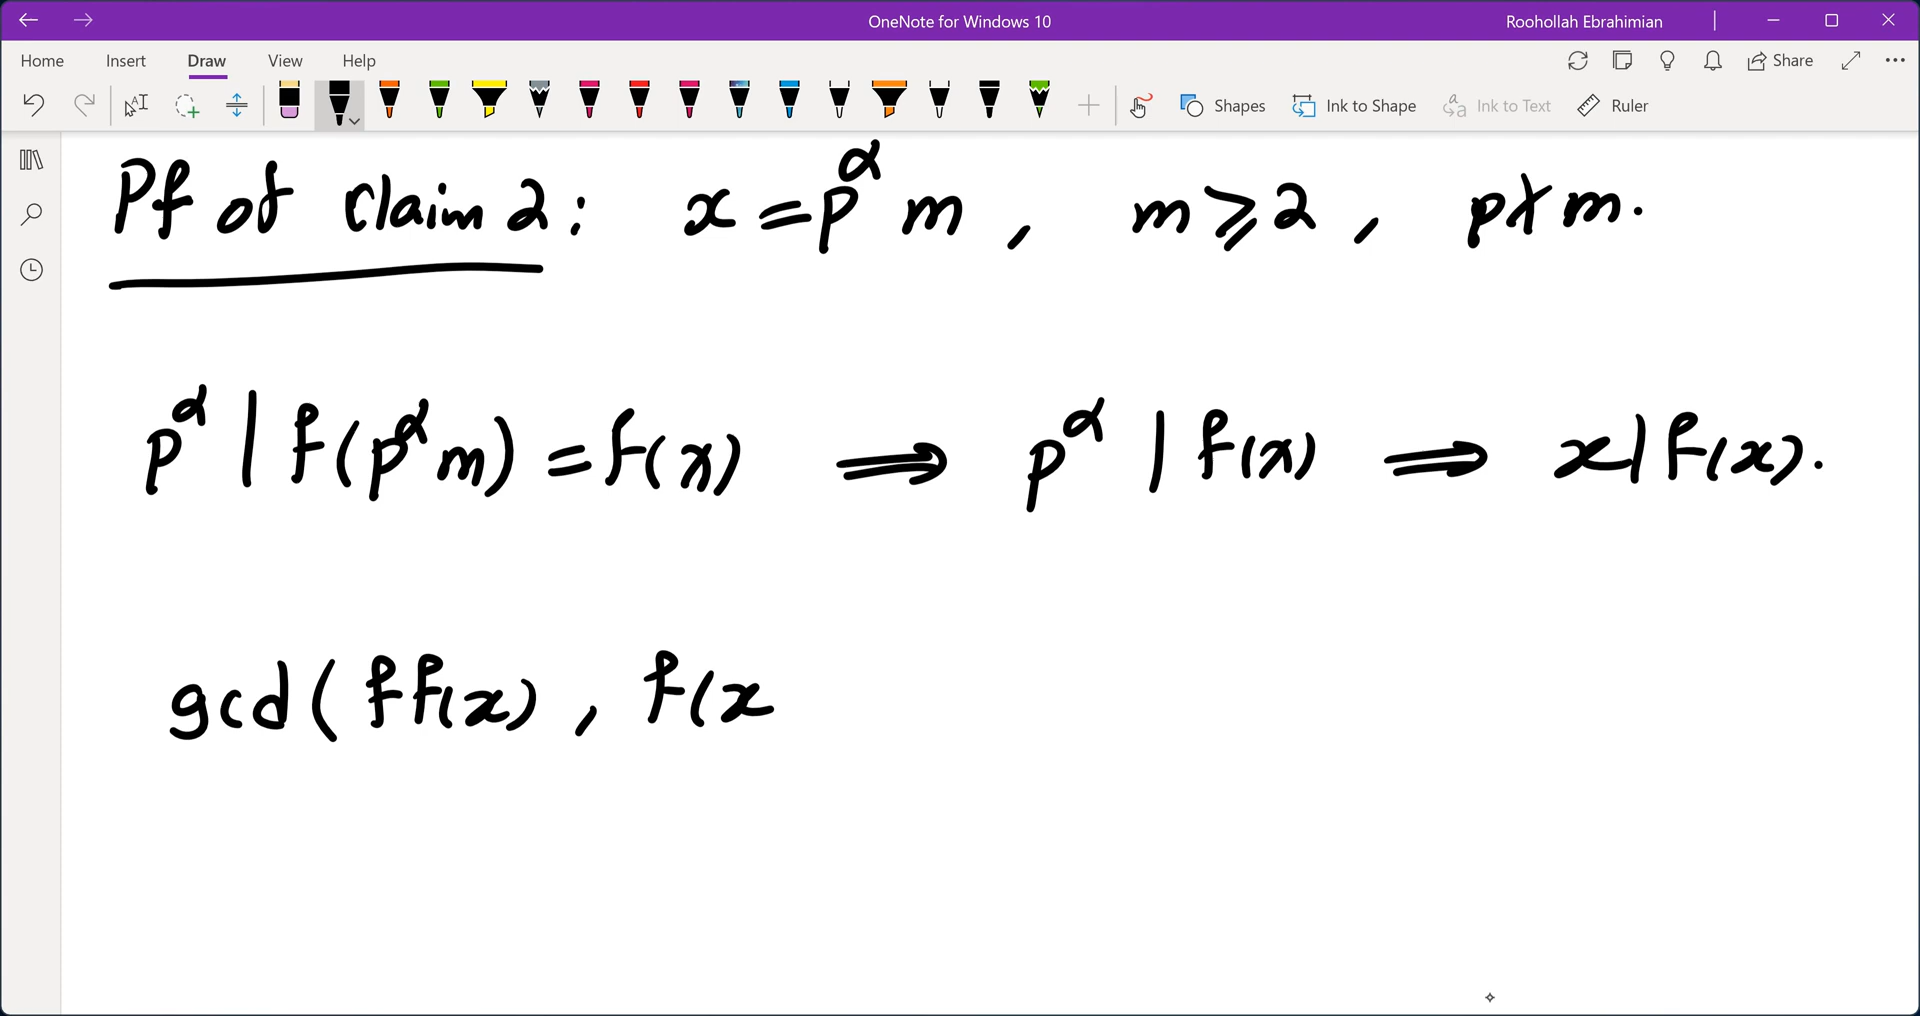 OneNote for Windows 10
Roohollah Ebrahimian
Home Insert Draw View Help
Share
Shapes Ink to Shape Ink to Text Ruler
Pf of Claim 2: x = p^α m , m ⩾ 2 , p∤m.
p^α | f(p^α m) = f(x) ⟹ p^α | f(x) ⟹ x | f(x).
gcd( f f(x) , f(x